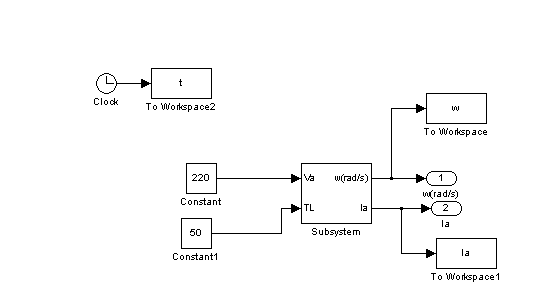 t
Clock
To Workspace2
w
To Workspace
220
Va
w(rad/s)
1
Constant
w(rad/s)
50
TL
Ia
2
Subsystem
Ia
Constant1
Ia
To Workspace1